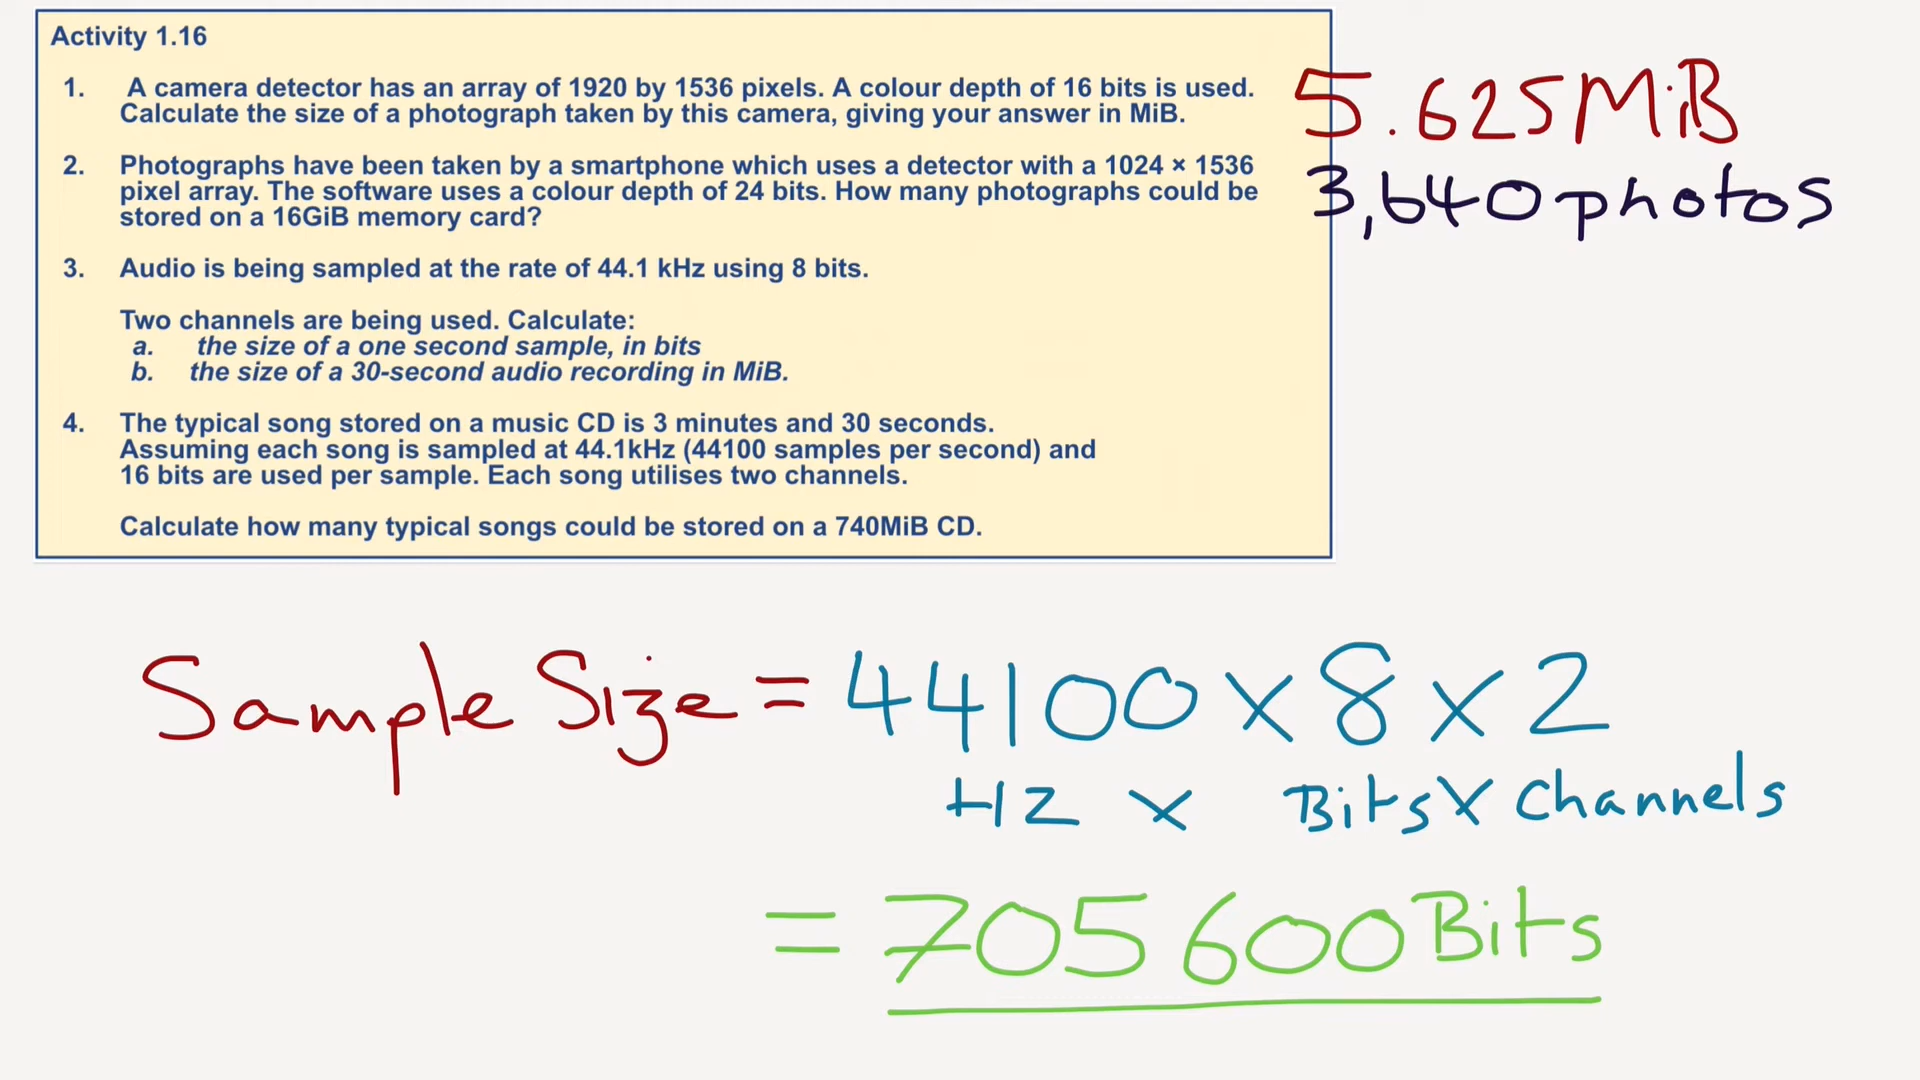 Activity 1.16
1. A camera detector has an array of 1920 by 1536 pixels. A colour depth of 16 bits is used.
Calculate the size of a photograph taken by this camera, giving your answer in MiB.
5.625MiB
2. Photographs have been taken by a smartphone which uses a detector with a 1024 × 1536
pixel array. The software uses a colour depth of 24 bits. How many photographs could be
stored on a 16GiB memory card?
3,640 photos
3. Audio is being sampled at the rate of 44.1 kHz using 8 bits.
Two channels are being used. Calculate:
a. the size of a one second sample, in bits
b. the size of a 30-second audio recording in MiB.
4. The typical song stored on a music CD is 3 minutes and 30 seconds.
Assuming each song is sampled at 44.1kHz (44100 samples per second) and
16 bits are used per sample. Each song utilises two channels.
Calculate how many typical songs could be stored on a 740MiB CD.
Sample Size = 44100 × 8 × 2
Hz × Bits × Channels
= 705 600 Bits